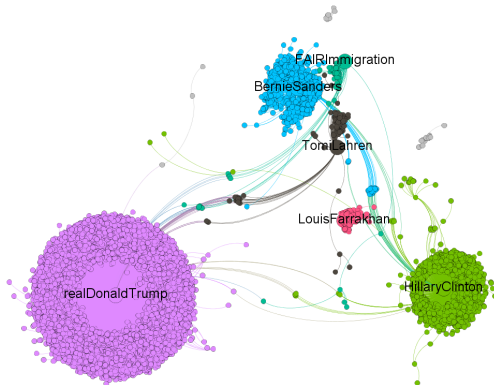 FAIRImmigration
BernieSanders
TomiLahren
LouisFarrakhan
HillaryClinton
realDonaldTrump